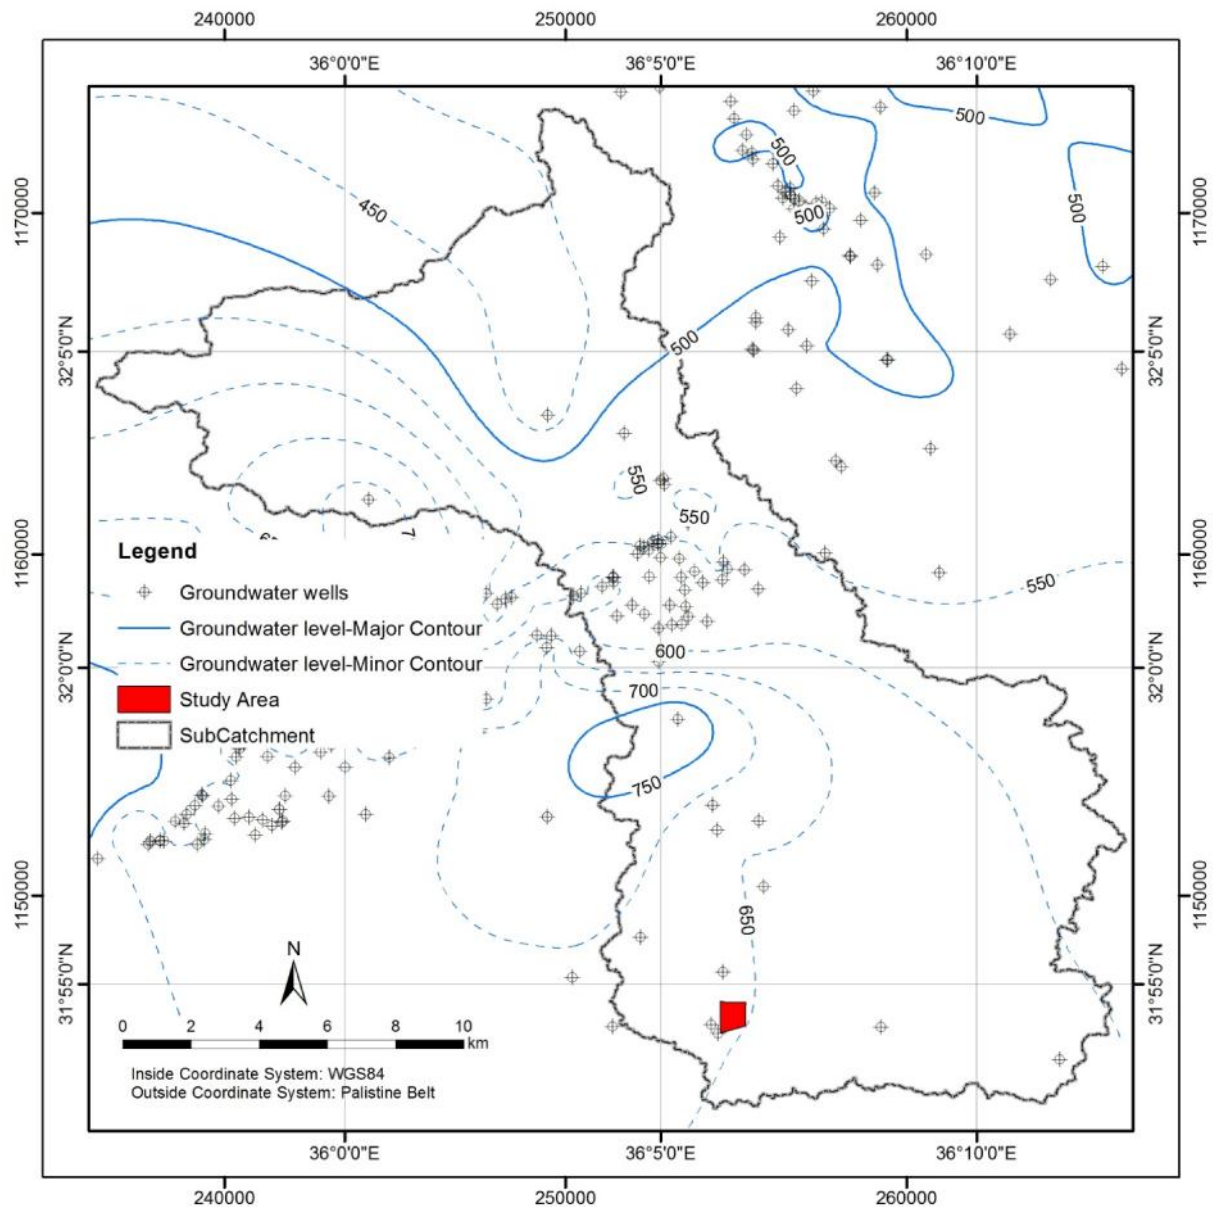 240000
250000
260000
36°0'0"E
36°5'0"E
36°10'0"E
500
500
500
500
450
1170000
1170000
500
32°5'0"N
32°5'0"N
550
550
1160000
1160000
550
Legend
Groundwater wells
Groundwater level-Major Contour
Groundwater level-Minor Contour
Study Area
SubCatchment
600
32°0'0"N
32°0'0"N
700
750
1150000
1150000
650
N
31°55'0"N
31°55'0"N
0 2 4 6 8 10
km
Inside Coordinate System: WGS84
Outside Coordinate System: Palistine Belt
36°0'0"E
36°5'0"E
36°10'0"E
240000
250000
260000